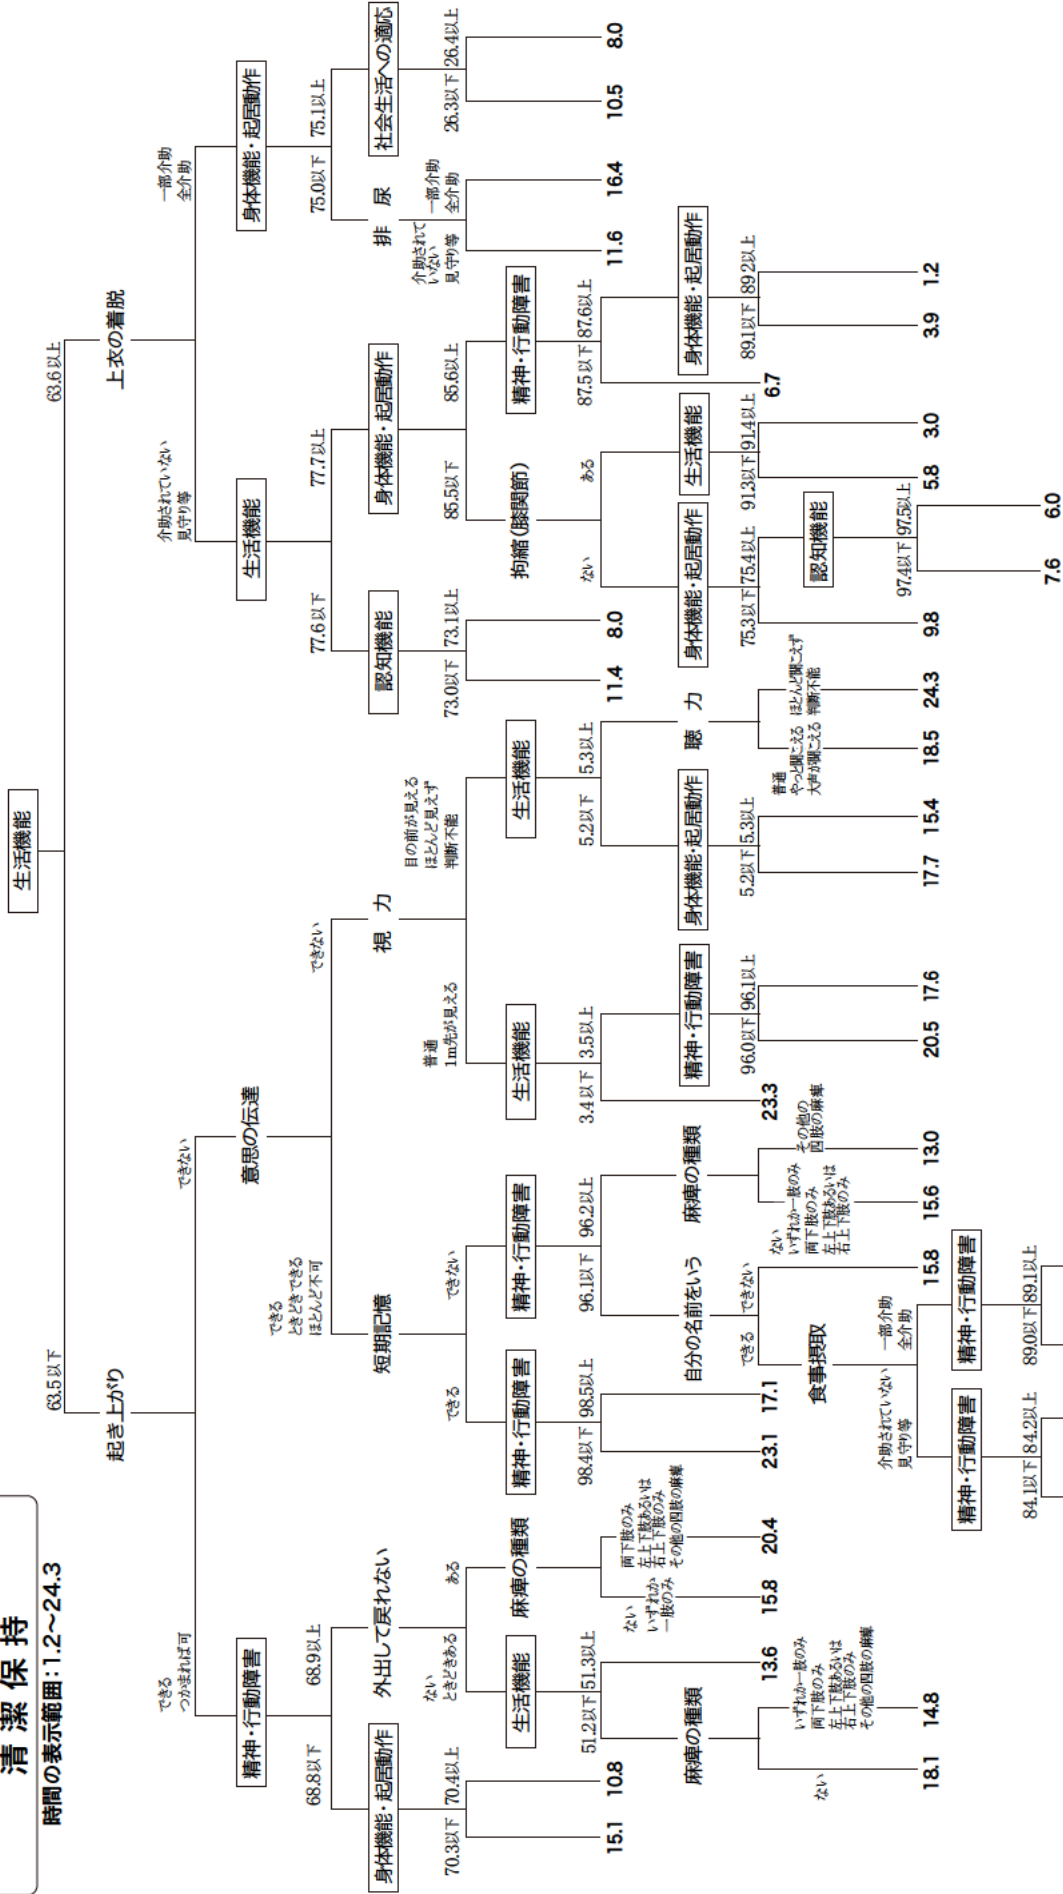 清潔保持
時間の表示範囲：1.2〜24.3
生活機能
63.5以下
63.6以上
起き上がり
上衣の着脱
できる
つかまれば可
できない
介助されていない
見守り等
一部介助
全介助
精神・行動障害
意思の伝達
生活機能
身体機能・起居動作
68.8以下
68.9以上
できる
ときどきできる
ほとんど不可
できない
77.6以下
77.7以上
75.0以下
75.1以上
身体機能・起居動作
外出して戻れない
短期記憶
視力
認知機能
身体機能・起居動作
排尿
社会生活への適応
70.3以下
70.4以上
ない
ときどきある
ある
できる
できない
普通
1m先が見える
目の前が見える
ほとんど見えず
判断不能
73.0以下
73.1以上
85.5以下
85.6以上
介助されて
いない
見守り等
一部介助
全介助
26.3以下
26.4以上
15.1
10.8
生活機能
麻痺の種類
精神・行動障害
精神・行動障害
生活機能
生活機能
11.4
8.0
拘縮（膝関節）
精神・行動障害
11.6
16.4
10.5
8.0
51.2以下
51.3以上
ない
いずれか
一肢のみ
両下肢のみ
左上下肢あるいは
右上下肢のみ
その他の四肢の麻痺
98.4以下
98.5以上
96.1以下
96.2以上
3.4以下
3.5以上
5.2以下
5.3以上
ない
ある
87.5以下
87.6以上
麻痺の種類
13.6
15.8
20.4
23.1
17.1
自分の名前をいう
麻痺の種類
23.3
精神・行動障害
身体機能・起居動作
聴力
身体機能・起居動作
生活機能
6.7
身体機能・起居動作
ない
いずれか一肢のみ
両下肢のみ
左上下肢あるいは
右上下肢のみ
その他の四肢の麻痺
できる
できない
ない
いずれか一肢のみ
両下肢のみ
左上下肢あるいは
右上下肢のみ
その他の
四肢の麻痺
96.0以下
96.1以上
5.2以下
5.3以上
普通
やっと聞こえる
大声が聞こえる
ほとんど聞こえず
判断不能
75.3以下
75.4以上
91.3以下
91.4以上
89.1以下
89.2以上
18.1
14.8
食事摂取
15.8
15.6
13.0
20.5
17.6
17.7
15.4
18.5
24.3
9.8
認知機能
5.8
3.0
3.9
1.2
介助されていない
見守り等
一部介助
全介助
97.4以下
97.5以上
精神・行動障害
精神・行動障害
7.6
6.0
84.1以下
84.2以上
89.0以下
89.1以上